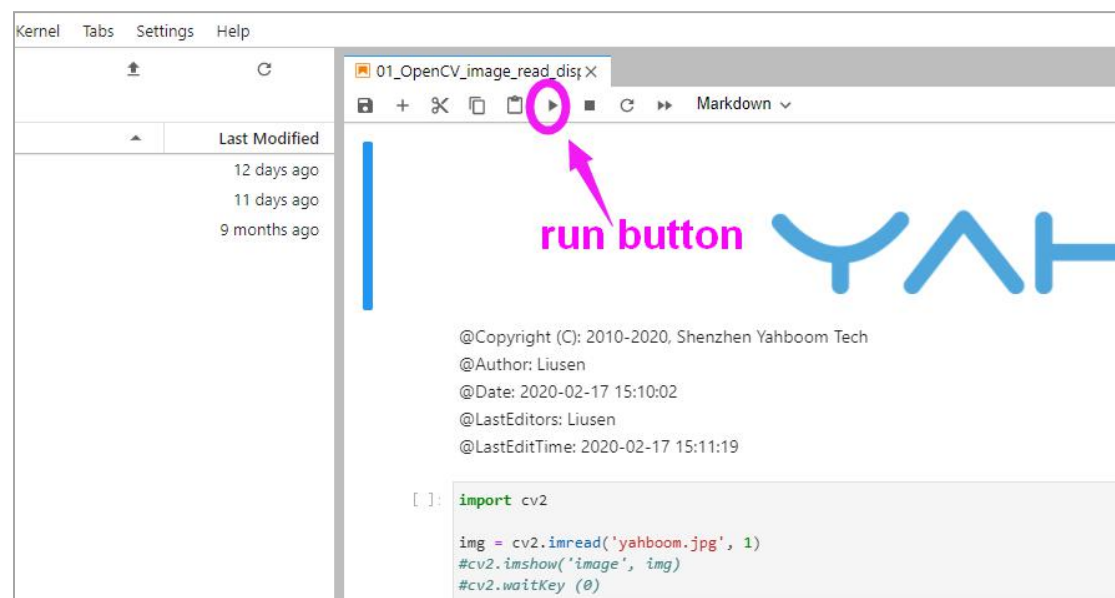 Kernel Tabs Settings Help
01_OpenCV_image_read_disp
Markdown
Last Modified
12 days ago
11 days ago
9 months ago
run button
YAH
@Copyright (C): 2010-2020, Shenzhen Yahboom Tech
@Author: Liusen
@Date: 2020-02-17 15:10:02
@LastEditors: Liusen
@LastEditTime: 2020-02-17 15:11:19
[ ]: import cv2
img = cv2.imread('yahboom.jpg', 1)
#cv2.imshow('image', img)
#cv2.waitKey (0)